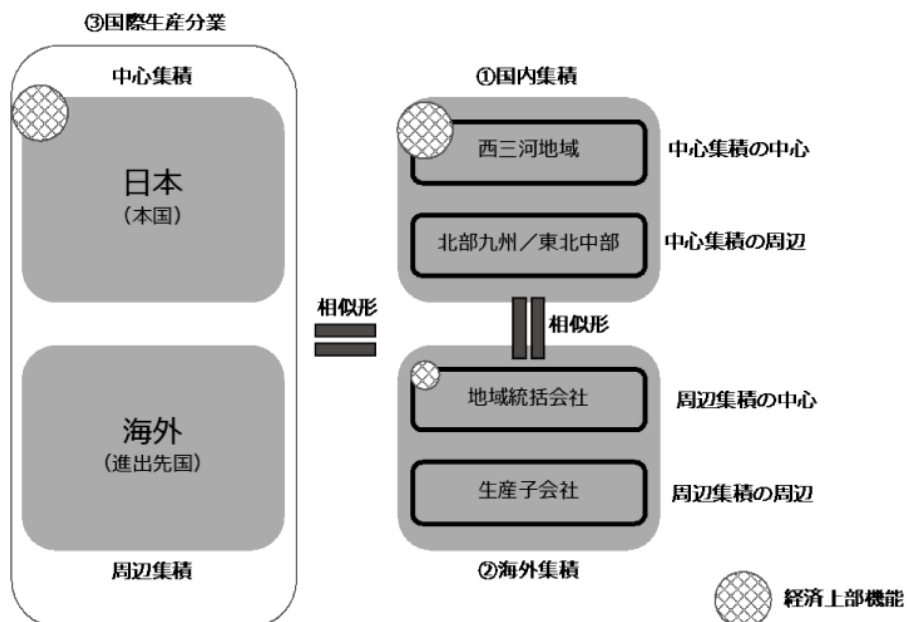 ③国際生産分業
中心集積
日本
（本国）
海外
（進出先国）
周辺集積
相似形
①国内集積
西三河地域
中心集積の中心
北部九州／東北中部
中心集積の周辺
相似形
地域統括会社
周辺集積の中心
生産子会社
周辺集積の周辺
②海外集積
経済上部機能